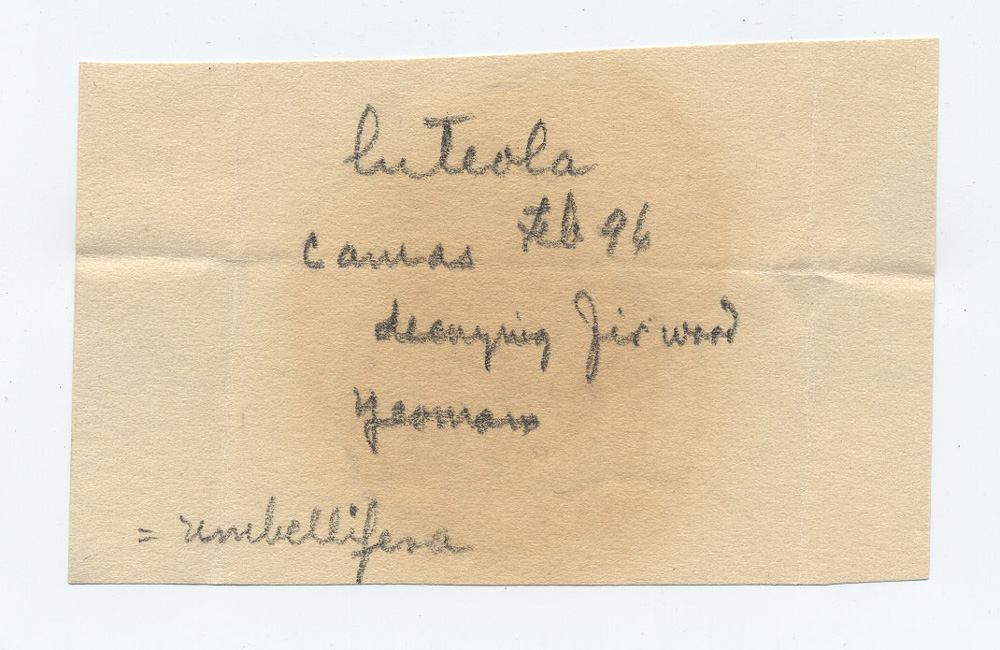 luteola
Feb 96
Camas
decaying fir wood
Yeomans
= umbellifera